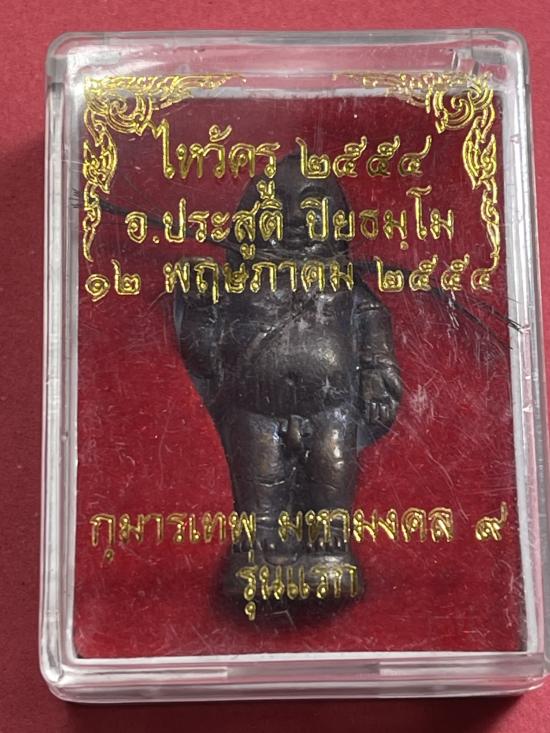 ไหว้ครู ๒๕๕๔
อ.ประสูติ ปิยธมฺโม
๑๒ พฤษภาคม ๒๕๕๔
กุมารเทพ มหามงคล ๙
รุ่นแรก